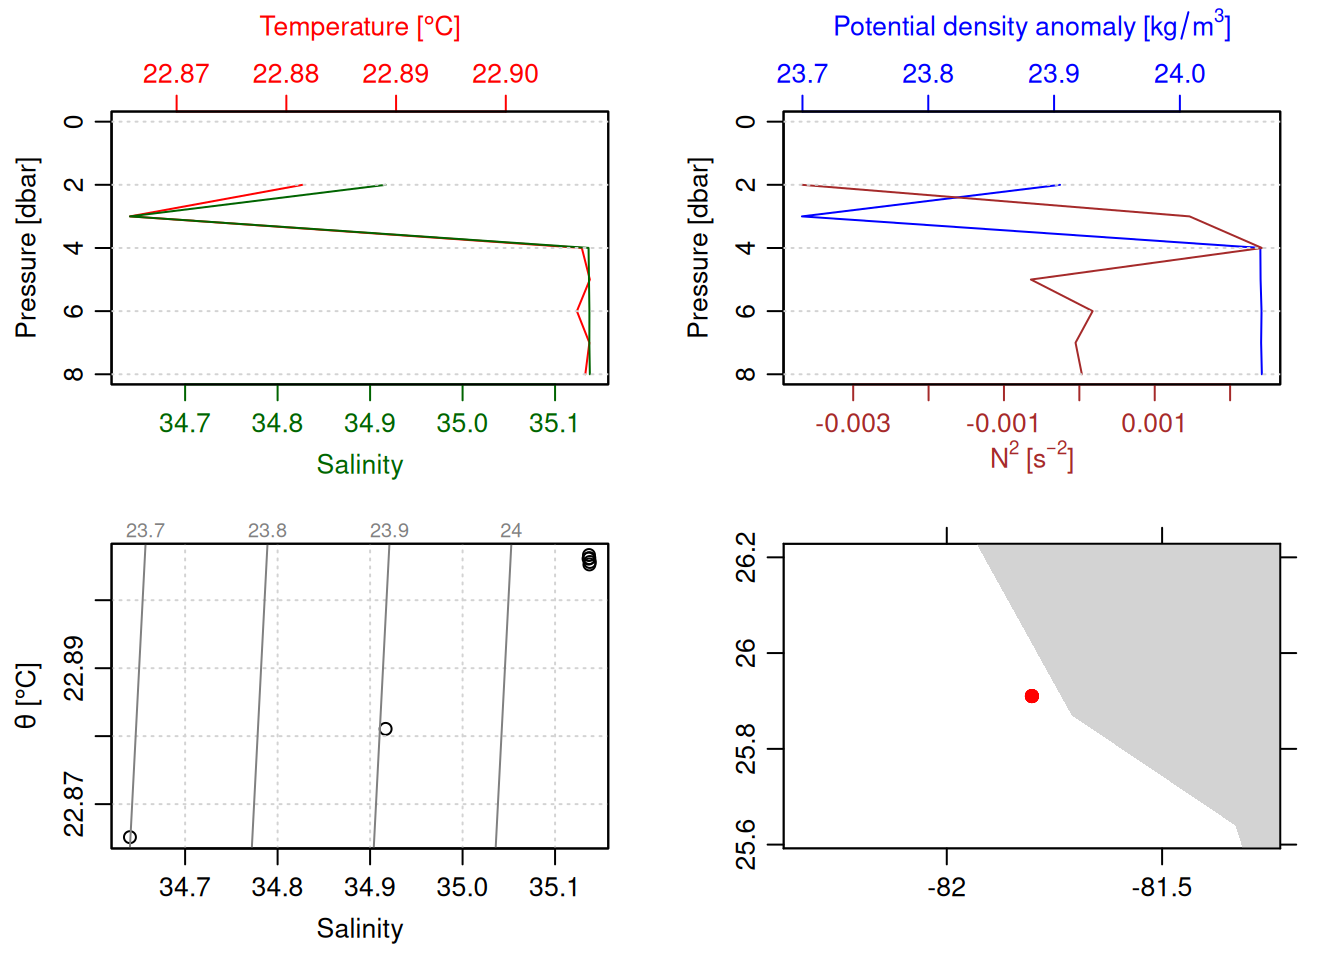 Temperature [°C]
22.87 22.88 22.89 22.90
Pressure [dbar]
0
2
4
6
8
34.7 34.8 34.9 35.0 35.1
Salinity
Potential density anomaly [kg/m³]
23.7 23.8 23.9 24.0
Pressure [dbar]
0
2
4
6
8
-0.003 -0.001 0.001
N² [s⁻²]
23.7 23.8 23.9 24
θ [°C]
22.89
22.87
34.7 34.8 34.9 35.0 35.1
Salinity
26.2
26
25.8
25.6
-82 -81.5